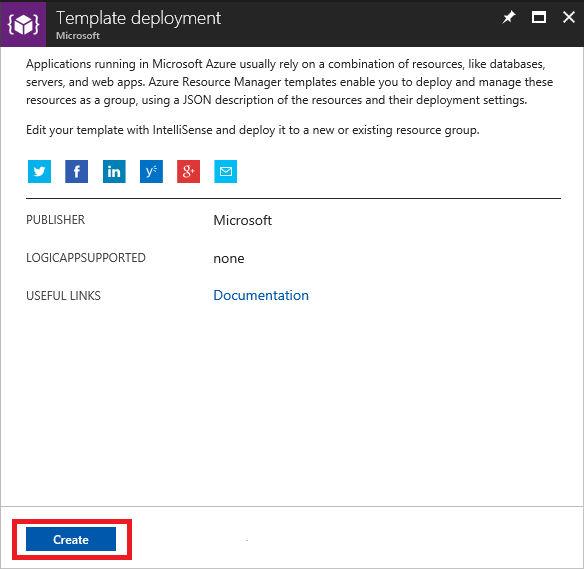 Template deployment
Microsoft
Applications running in Microsoft Azure usually rely on a combination of resources, like databases,
servers, and web apps. Azure Resource Manager templates enable you to deploy and manage these
resources as a group, using a JSON description of the resources and their deployment settings.
Edit your template with IntelliSense and deploy it to a new or existing resource group.
f in y g+
PUBLISHER Microsoft
LOGICAPPSUPPORTED none
USEFUL LINKS Documentation
Create